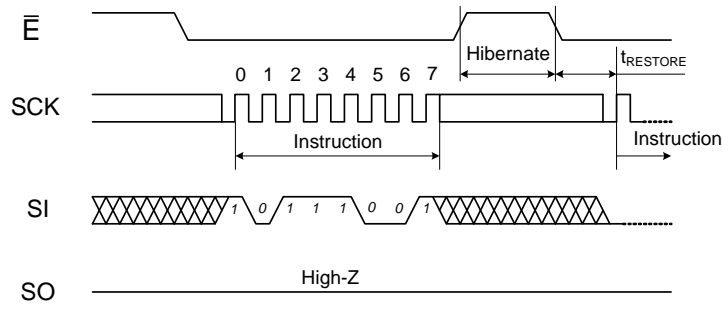 Ē
Hibernate
tRESTORE
0 1 2 3 4 5 6 7
SCK
Instruction
Instruction
SI
1 0 1 1 1 0 0 1
High-Z
SO